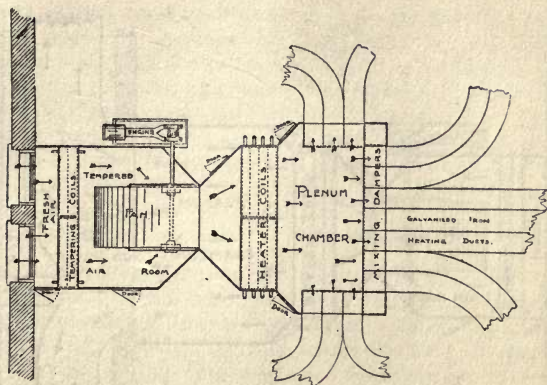 ENGINE
FRESH
AIR
TEMPERING COILS
TEMPERED
FAN
AIR ROOM
Door
Door
Door
HEATER COILS
Door
PLENUM
CHAMBER
MIXING DAMPERS
GALVANIZED IRON
HEATING DUCTS.